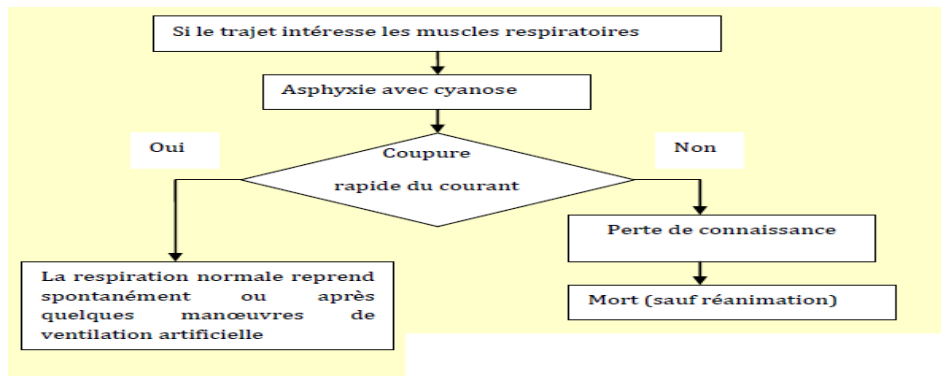 Si le trajet intéresse les muscles respiratoires
Asphyxie avec cyanose
Oui
Non
Coupure
rapide du courant
Perte de connaissance
La respiration normale reprend
spontanément ou après
quelques manœuvres de
ventilation artificielle
Mort (sauf réanimation)